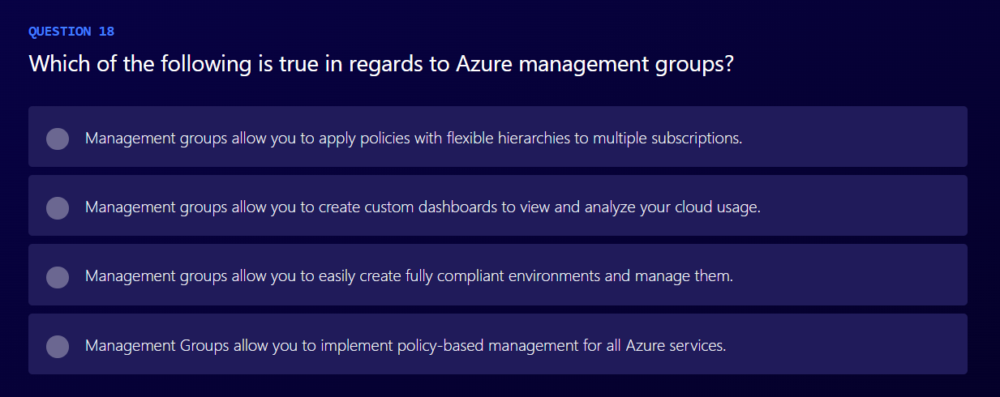 QUESTION 18
Which of the following is true in regards to Azure management groups?
Management groups allow you to apply policies with flexible hierarchies to multiple subscriptions.
Management groups allow you to create custom dashboards to view and analyze your cloud usage.
Management groups allow you to easily create fully compliant environments and manage them.
Management Groups allow you to implement policy-based management for all Azure services.